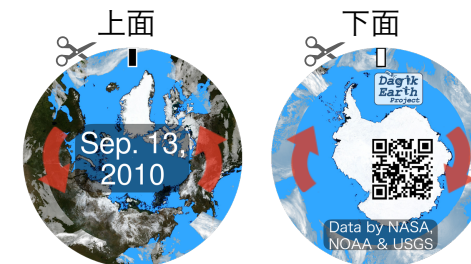 上面
下面
Sep. 13,
2010
Dagik
Earth
Project
Data by NASA,
NOAA & USGS